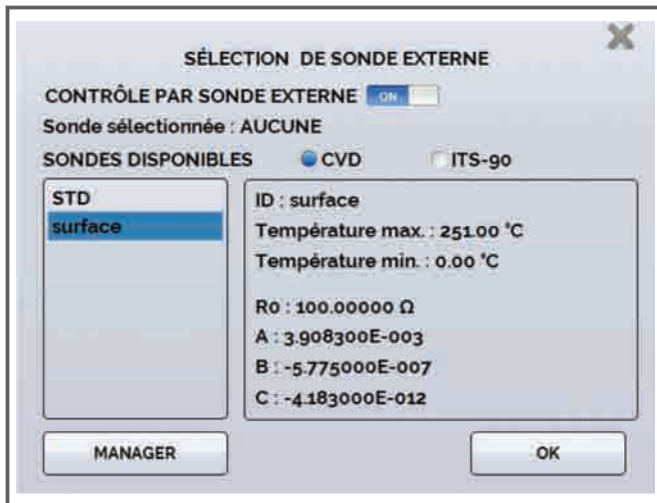 SÉLECTION DE SONDE EXTERNE
CONTRÔLE PAR SONDE EXTERNE ON
Sonde sélectionnée : AUCUNE
SONDES DISPONIBLES CVD ITS-90
STD
surface
ID : surface
Température max. : 251.00 °C
Température min. : 0.00 °C
R0 : 100.00000 Ω
A : 3.908300E-003
B : -5.775000E-007
C : -4.183000E-012
MANAGER OK